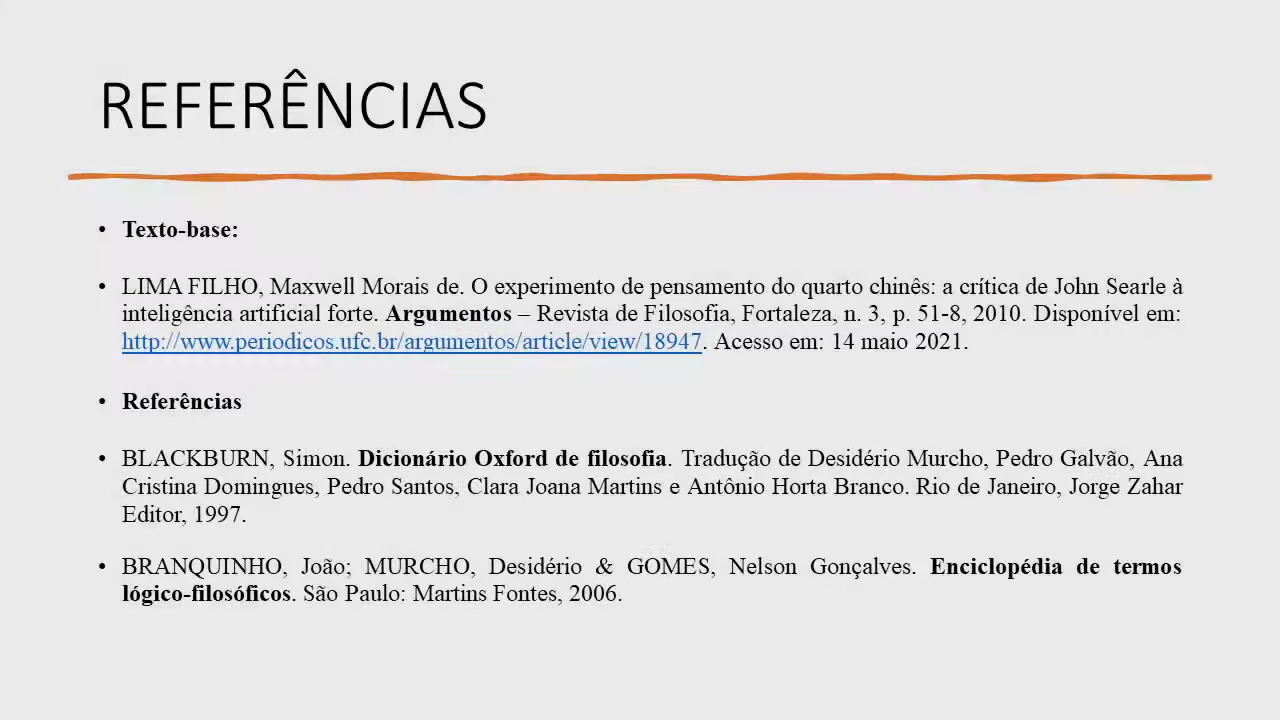 REFERÊNCIAS
• Texto-base:
• LIMA FILHO, Maxwell Morais de. O experimento de pensamento do quarto chinês: a crítica de John Searle à
inteligência artificial forte. Argumentos – Revista de Filosofia, Fortaleza, n. 3, p. 51-8, 2010. Disponível em:
http://www.periodicos.ufc.br/argumentos/article/view/18947. Acesso em: 14 maio 2021.
• Referências
• BLACKBURN, Simon. Dicionário Oxford de filosofia. Tradução de Desidério Murcho, Pedro Galvão, Ana
Cristina Domingues, Pedro Santos, Clara Joana Martins e Antônio Horta Branco. Rio de Janeiro, Jorge Zahar
Editor, 1997.
• BRANQUINHO, João; MURCHO, Desidério & GOMES, Nelson Gonçalves. Enciclopédia de termos
lógico-filosóficos. São Paulo: Martins Fontes, 2006.